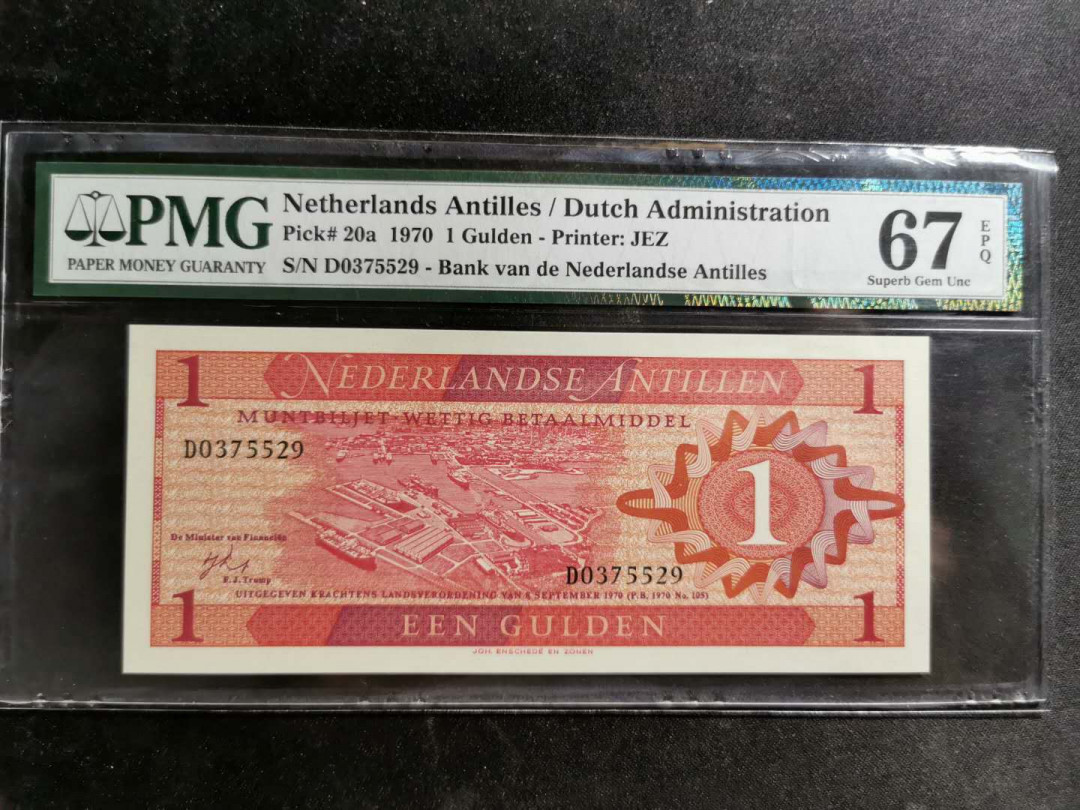 PMG
PAPER MONEY GUARANTY
Netherlands Antilles / Dutch Administration
Pick# 20a 1970 1 Gulden - Printer: JEZ
S/N D0375529 - Bank van de Nederlandse Antilles
67
EPQ
Superb Gem Unc
1
NEDERLANDSE ANTILLEN
1
MUNTBILJET-WETTIG BETAALMIDDEL
D0375529
1
De Minister van Financiën
D0375529
UITGEGEVEN KRACHTENS LANDSVERORDENING VAN 8 SEPTEMBER 1970 (P.B. 1970 No. 105)
1
EEN GULDEN
1
JOH. ENSCHEDÉ EN ZONEN